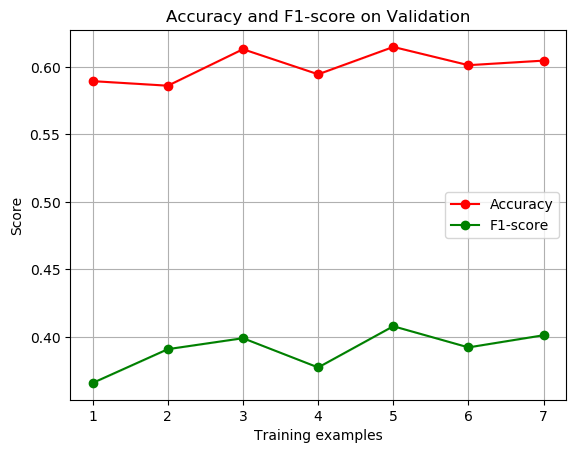 Accuracy and F1-score on Validation
0.60
0.55
0.50
0.45
0.40
Score
Accuracy
F1-score
1 2 3 4 5 6 7
Training examples